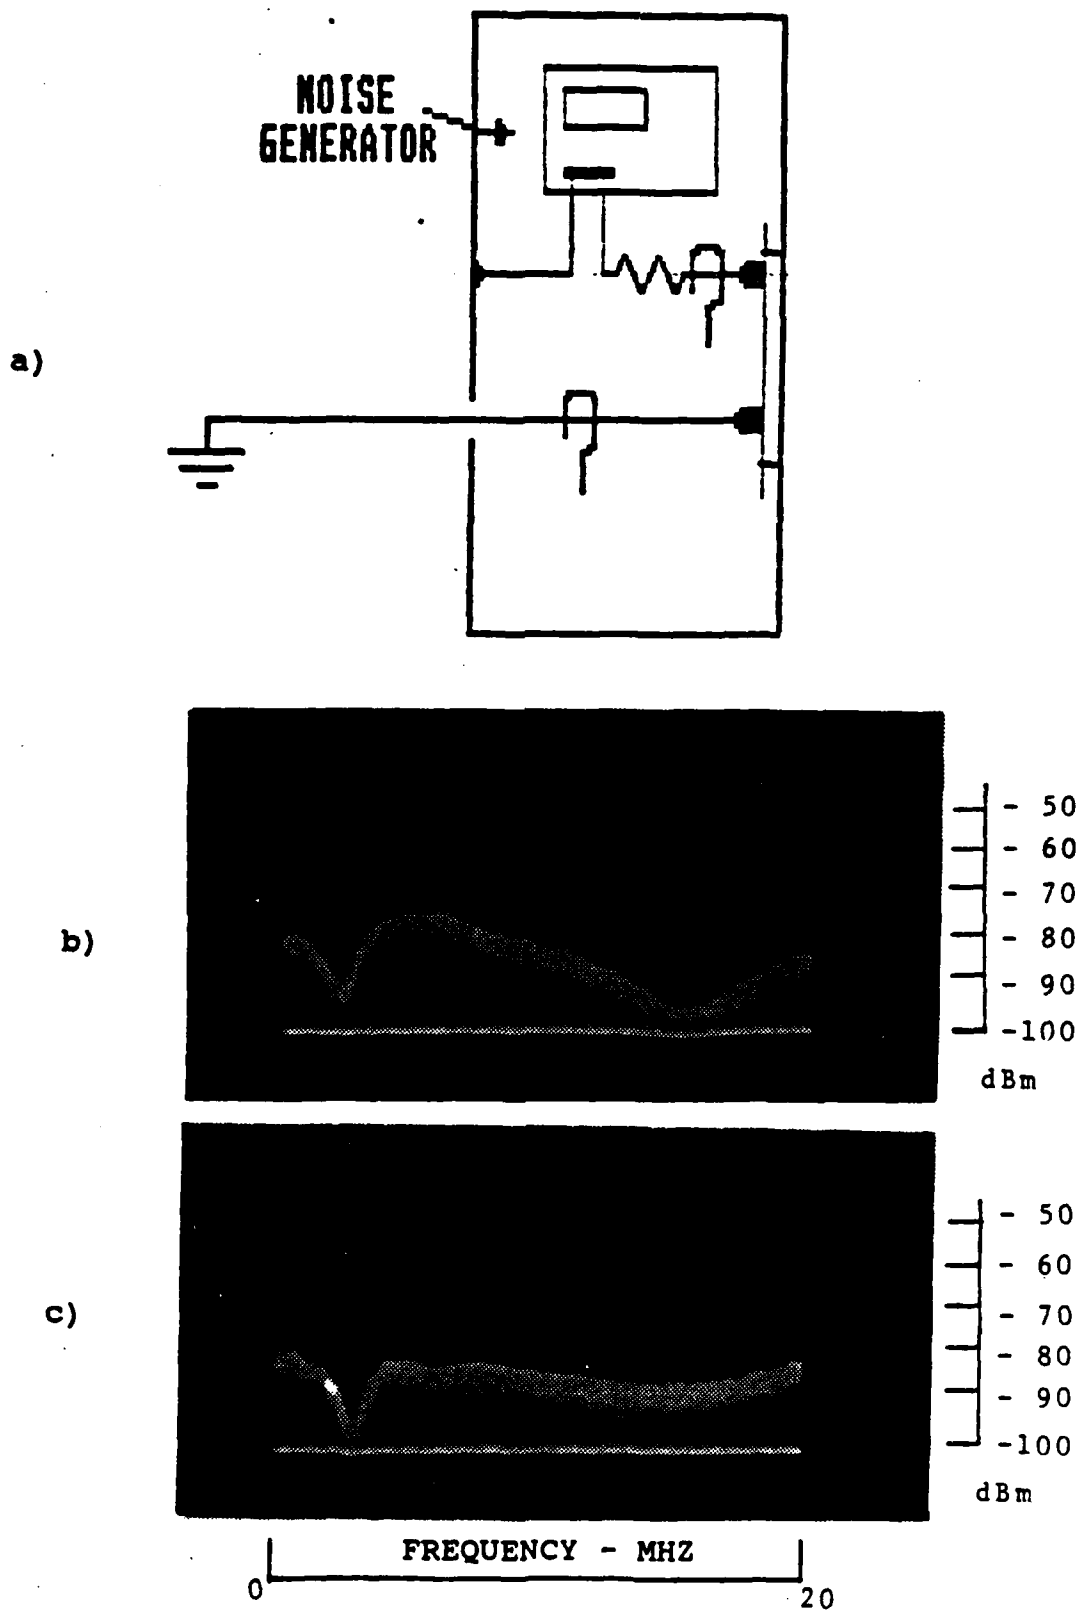 NOISE
GENERATOR
a)
b)
- 50
- 60
- 70
- 80
- 90
-100
dBm
c)
- 50
- 60
- 70
- 80
- 90
-100
dBm
FREQUENCY - MHZ
0
20